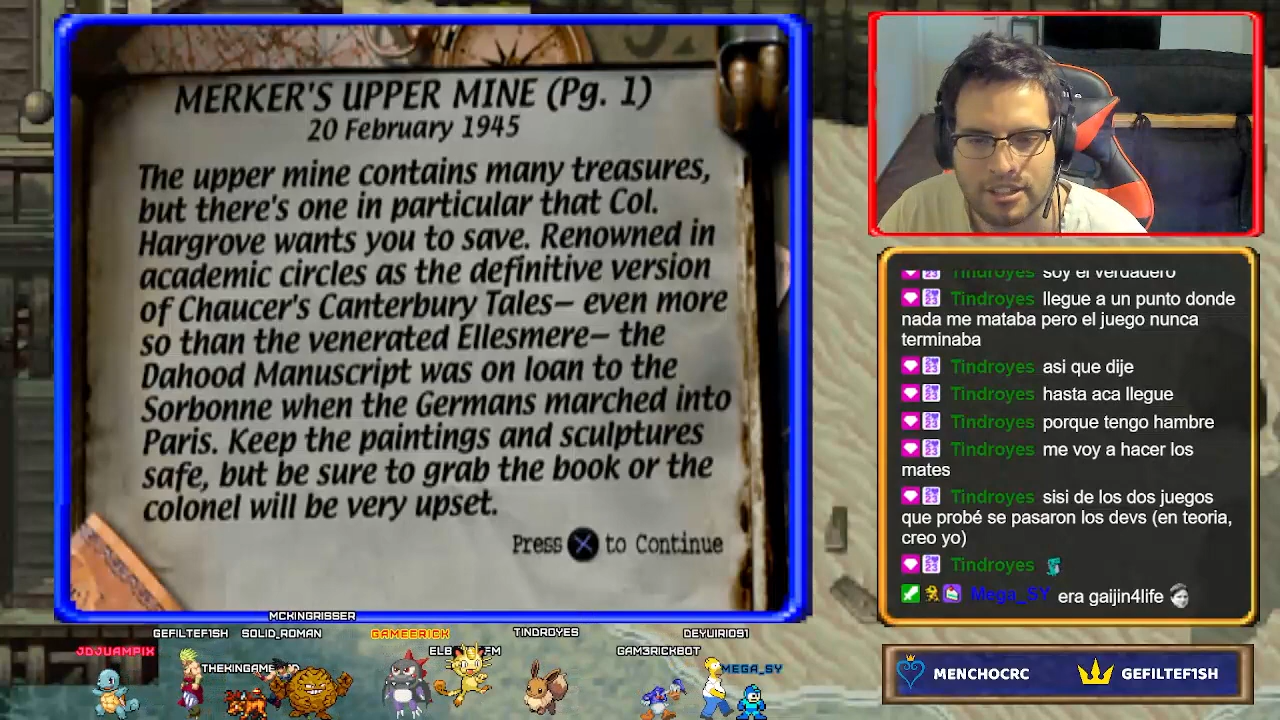 MERKER'S UPPER MINE (Pg. 1)
20 February 1945
The upper mine contains many treasures,
but there's one in particular that Col.
Hargrove wants you to save. Renowned in
academic circles as the definitive version
of Chaucer's Canterbury Tales— even more
so than the venerated Ellesmere— the
Dahood Manuscript was on loan to the
Sorbonne when the Germans marched into
Paris. Keep the paintings and sculptures
safe, but be sure to grab the book or the
colonel will be very upset.
Press X to Continue
Tindroyes soy el verdadero
Tindroyes llegue a un punto donde
nada me mataba pero el juego nunca
terminaba
Tindroyes asi que dije
Tindroyes hasta aca llegue
Tindroyes porque tengo hambre
Tindroyes me voy a hacer los
mates
Tindroyes sisi de los dos juegos
que probé se pasaron los devs (en teoria,
creo yo)
Tindroyes
Mega_SY era gaijin4life
MCKINGRISSER
GEFILTEF1SH SOLID_ROMAN GAMEERICK TINDROYES DEYUIRIOS1
JDJUAMPIX GAM3RICKBOT
MEGA_SY
MENCHOCRC GEFILTEF1SH